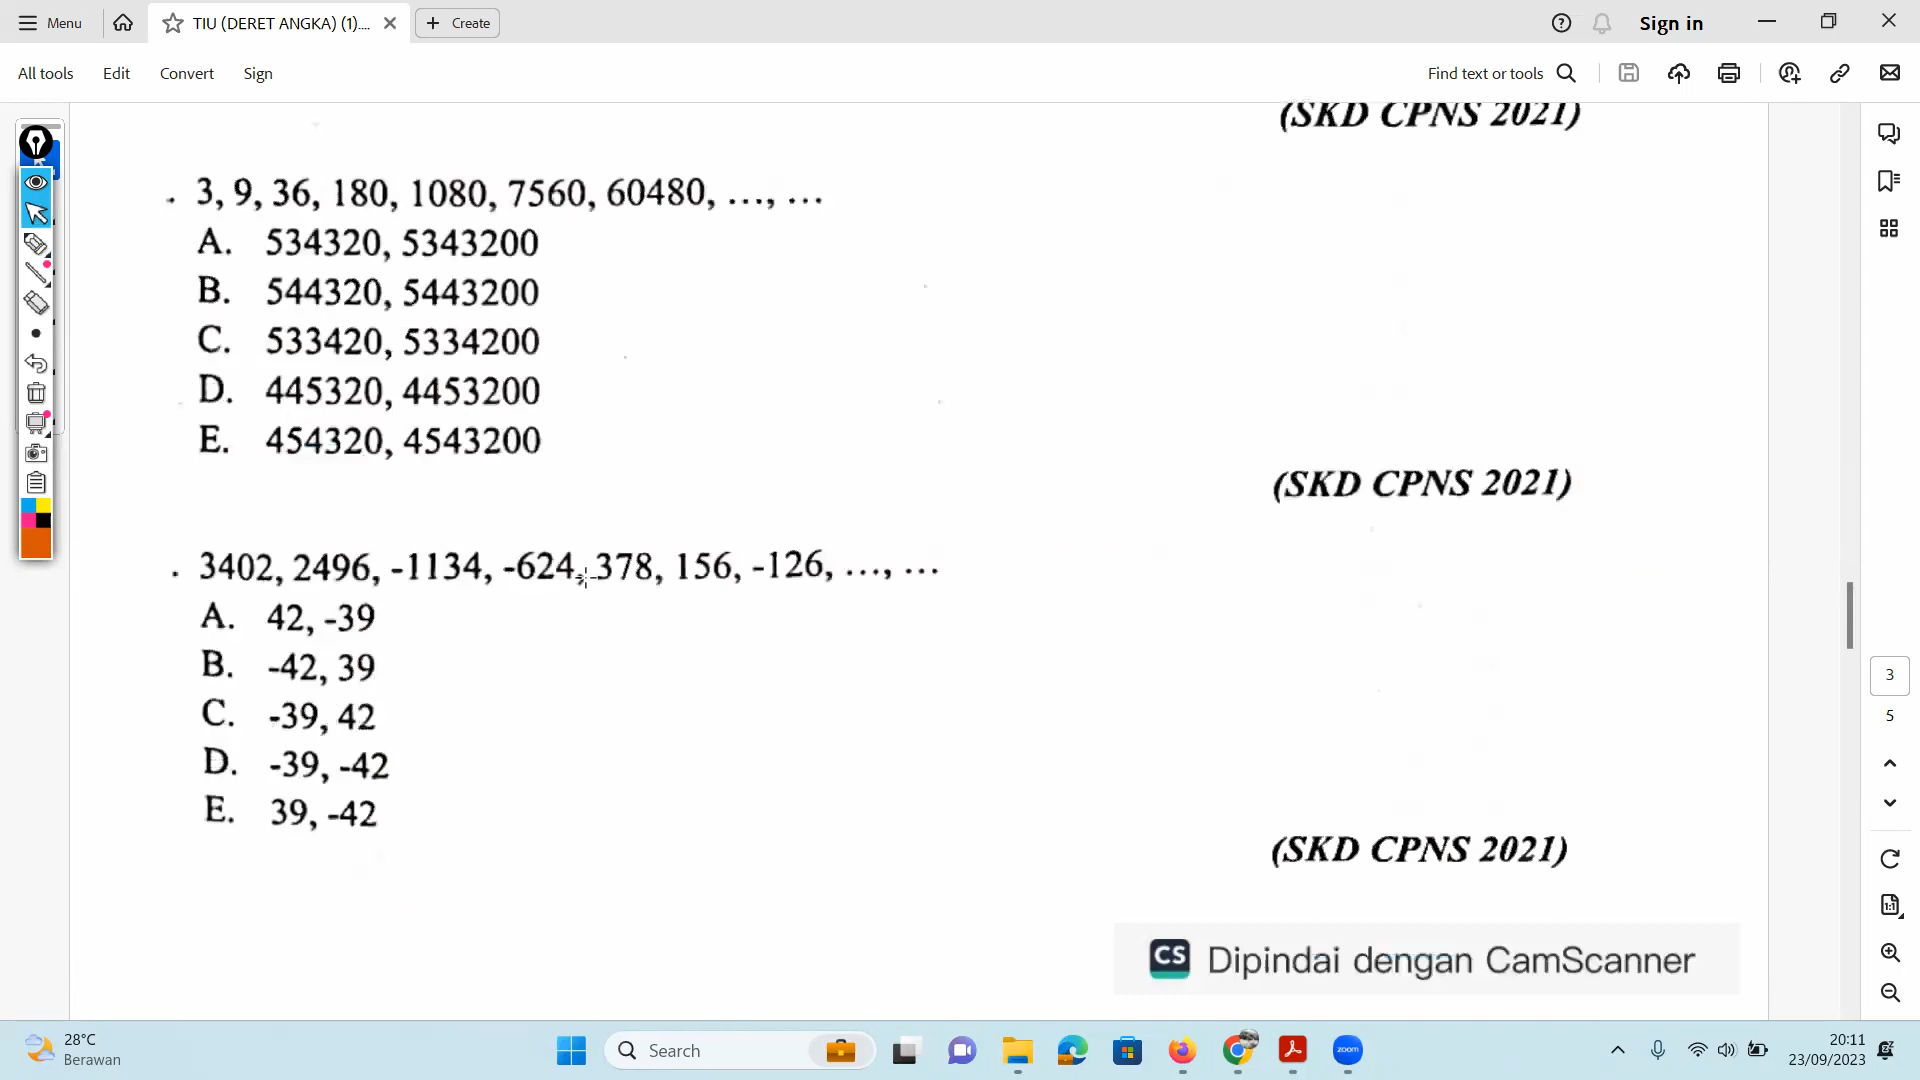 Menu
TIU (DERET ANGKA) (1)....
Create
Sign in
All tools
Edit
Convert
Sign
Find text or tools
(SKD CPNS 2021)
. 3, 9, 36, 180, 1080, 7560, 60480, ..., ...
A. 534320, 5343200
B. 544320, 5443200
C. 533420, 5334200
D. 445320, 4453200
E. 454320, 4543200
(SKD CPNS 2021)
. 3402, 2496, -1134, -624, 378, 156, -126, ..., ...
A. 42, -39
B. -42, 39
C. -39, 42
D. -39, -42
E. 39, -42
(SKD CPNS 2021)
CS Dipindai dengan CamScanner
3
5
1:1
28°C
Berawan
Search
zoom
20:11
23/09/2023